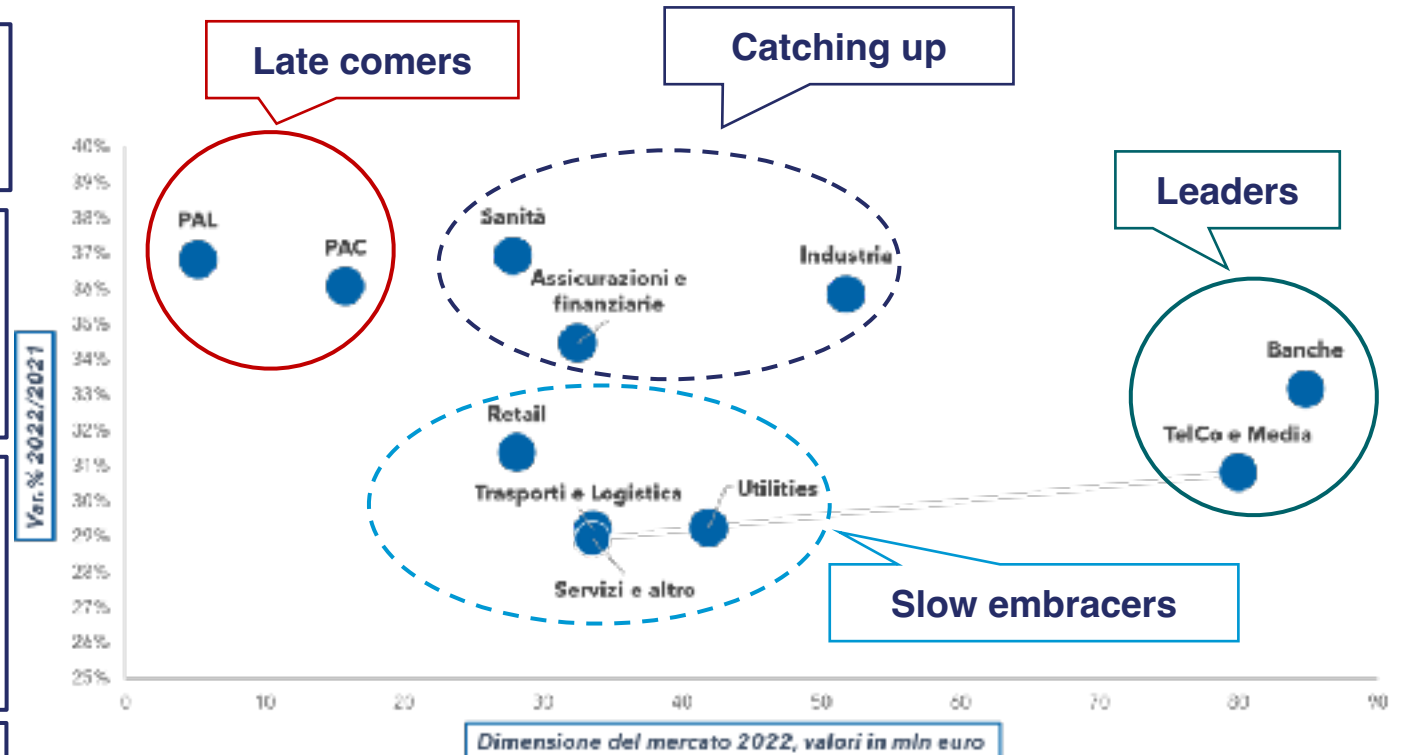 Late comers
Catching up
Leaders
40%
39%
38%
37%
36%
35%
34%
33%
32%
31%
30%
29%
28%
27%
26%
25%
Var.% 2022/2021
PAL
PAC
Sanità
Assicurazioni e
finanziarie
Industria
Banche
TelCo e Media
Retail
Trasporti e Logistica
Utilities
Servizi e altro
Slow embracers
0
10
20
30
40
50
60
70
80
90
Dimensione del mercato 2022, valori in mln euro